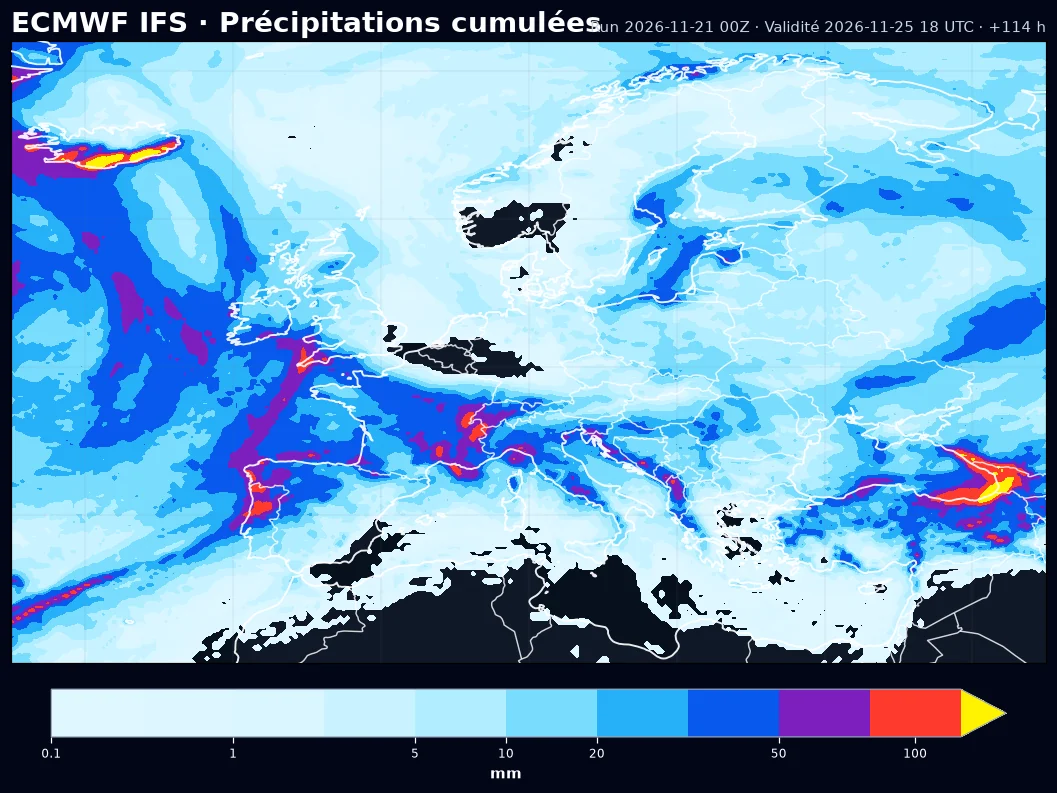 ECMWF IFS · Précipitations cumulées
Run 2026-11-21 00Z · Validité 2026-11-25 18 UTC · +114 h
0.1 1 5 10 20 50 100
mm